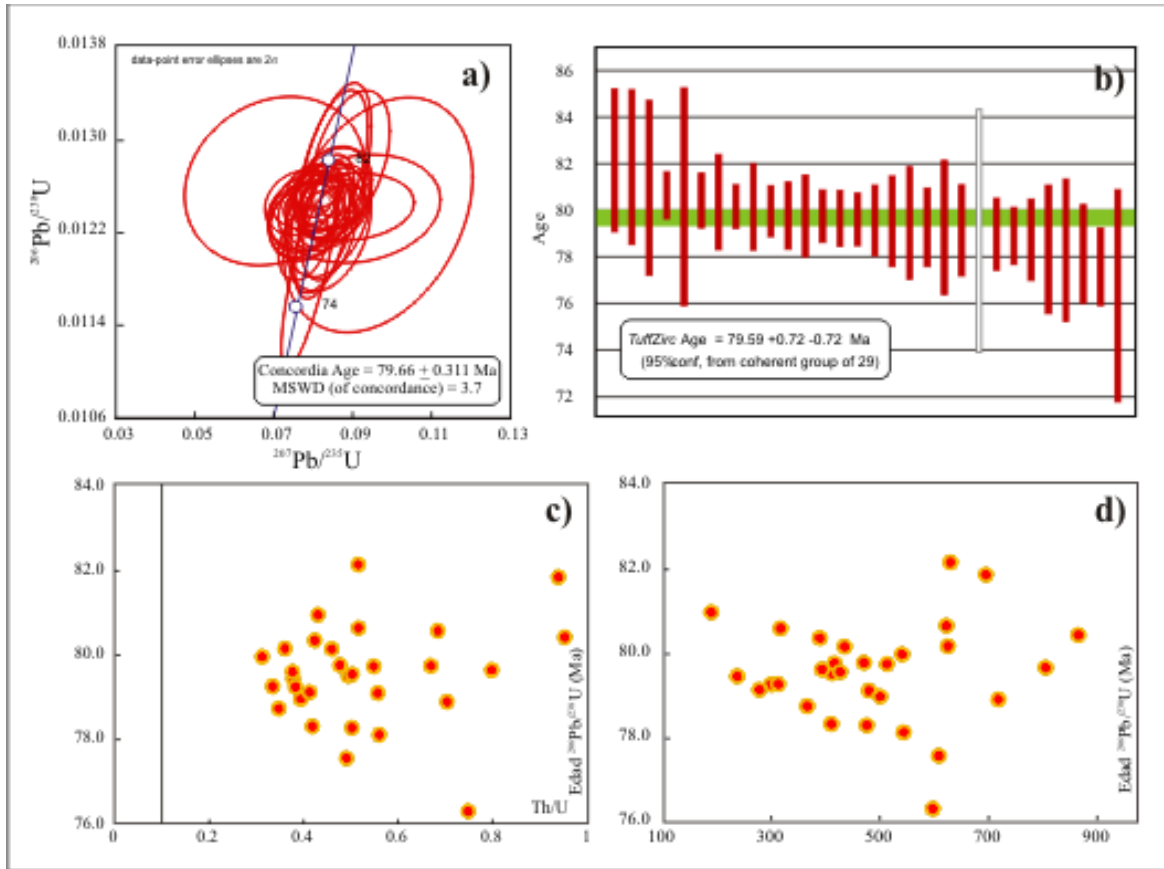 0.0138
data-point error ellipses are 2σ
a)
0.0130
82
²⁰⁶Pb/²³⁸U
0.0122
0.0114
74
Concordia Age = 79.66 ± 0.311 Ma
MSWD (of concordance) = 3.7
0.0106
0.03 0.05 0.07 0.09 0.11 0.13
²⁰⁷Pb/²³⁵U
b)
86
84
82
80
78
76
74
72
Age
TuffZirc Age = 79.59 +0.72 -0.72 Ma
(95%conf, from coherent group of 29)
84.0
c)
82.0
80.0
78.0
76.0
Edad ²⁰⁶Pb/²³⁸U (Ma)
Th/U
0 0.2 0.4 0.6 0.8 1
84.0
d)
82.0
80.0
78.0
76.0
Edad ²⁰⁶Pb/²³⁸U (Ma)
100 300 500 700 900